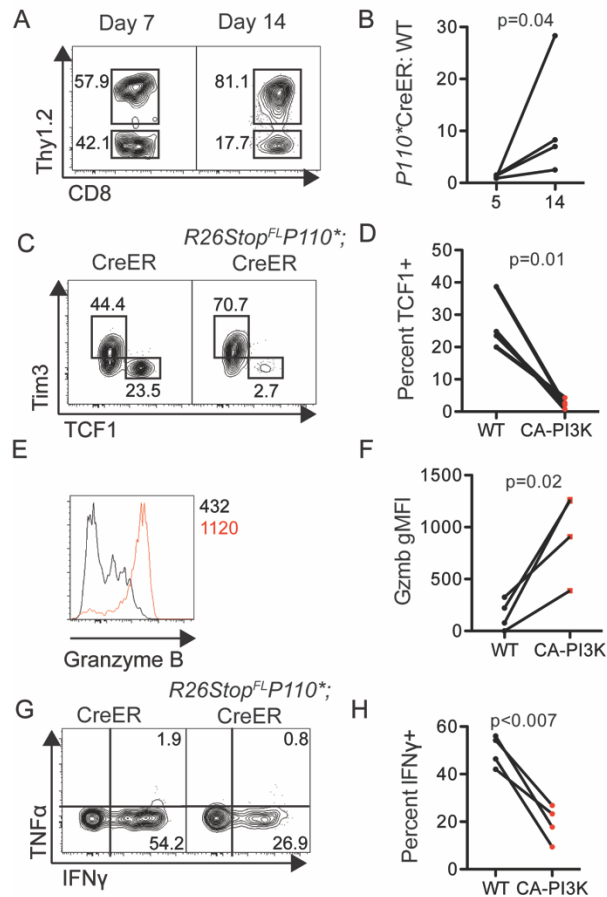 A
Day 7
Day 14
57.9
42.1
81.1
17.7
Thy1.2
CD8
B
p=0.04
P110*CreER: WT
30
20
10
0
5
14
C
R26StopFLP110*;
CreER
CreER
44.4
23.5
70.7
2.7
Tim3
TCF1
D
p=0.01
Percent TCF1+
50
40
30
20
10
0
WT
CA-PI3K
E
432
1120
Granzyme B
F
p=0.02
Gzmb gMFI
1500
1000
500
0
WT
CA-PI3K
G
R26StopFLP110*;
CreER
CreER
1.9
54.2
0.8
26.9
TNFα
IFNγ
H
p<0.007
Percent IFNγ+
60
40
20
0
WT
CA-PI3K